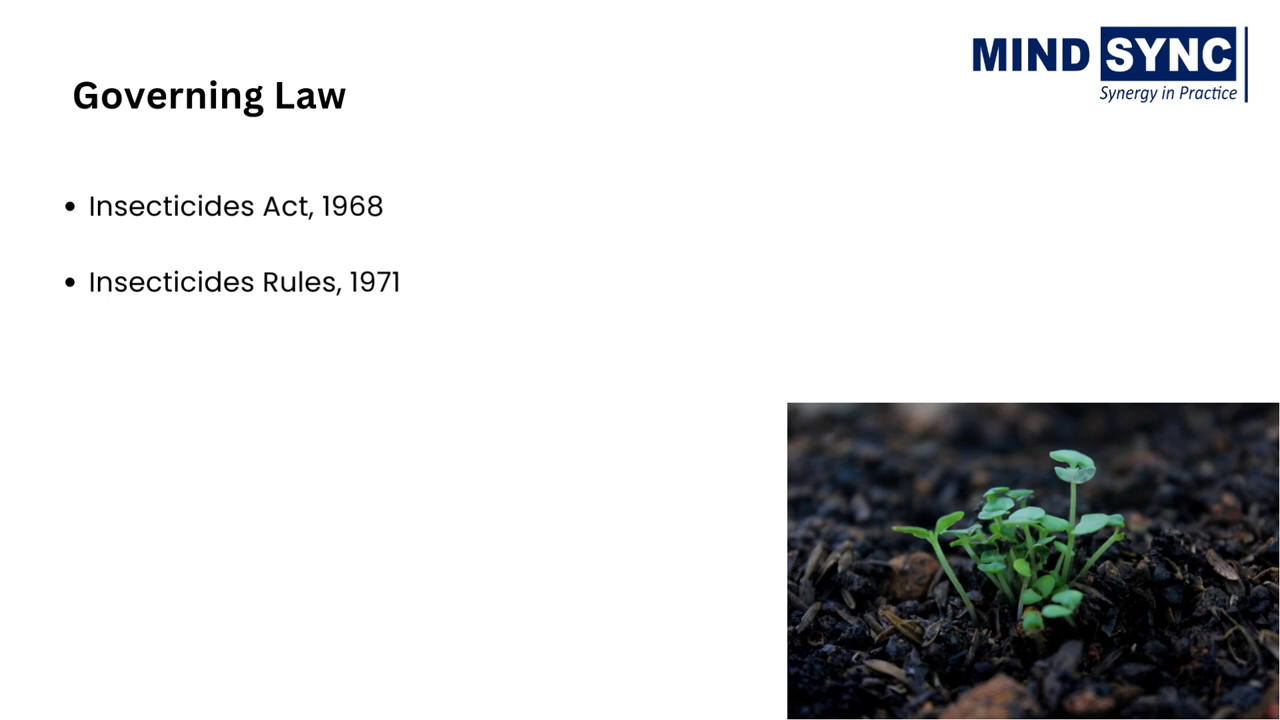 MIND SYNC
Synergy in Practice
Governing Law
• Insecticides Act, 1968
• Insecticides Rules, 1971